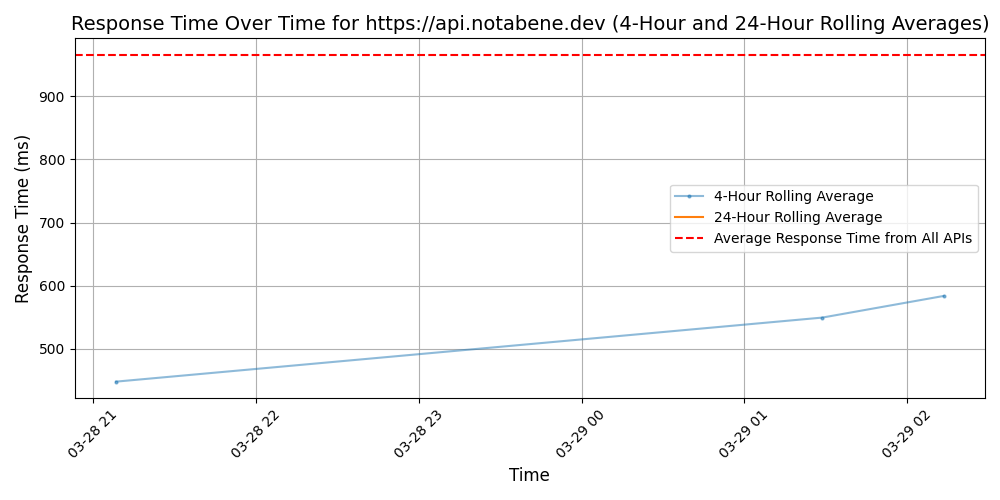 Response Time Over Time for https://api.notabene.dev (4-Hour and 24-Hour Rolling Averages)
Response Time (ms)
900
800
700
600
500
4-Hour Rolling Average
24-Hour Rolling Average
Average Response Time from All APIs
03-28 21
03-28 22
03-28 23
03-29 00
03-29 01
03-29 02
Time